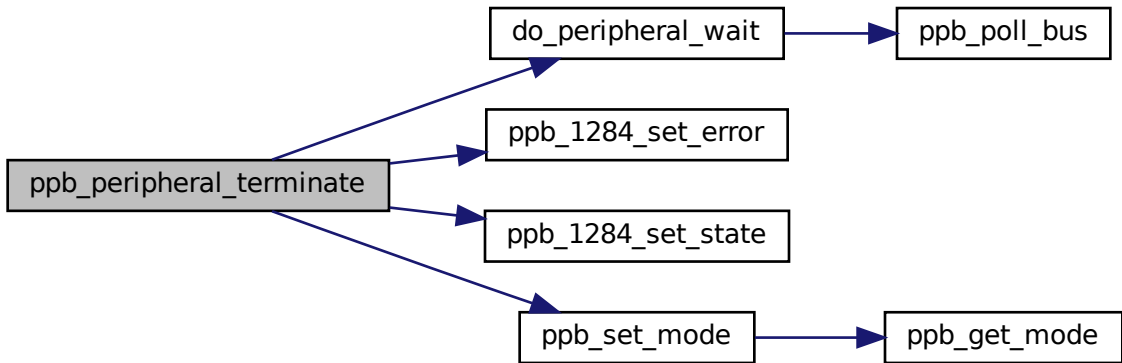 do_peripheral_wait
ppb_poll_bus
ppb_1284_set_error
ppb_peripheral_terminate
ppb_1284_set_state
ppb_set_mode
ppb_get_mode